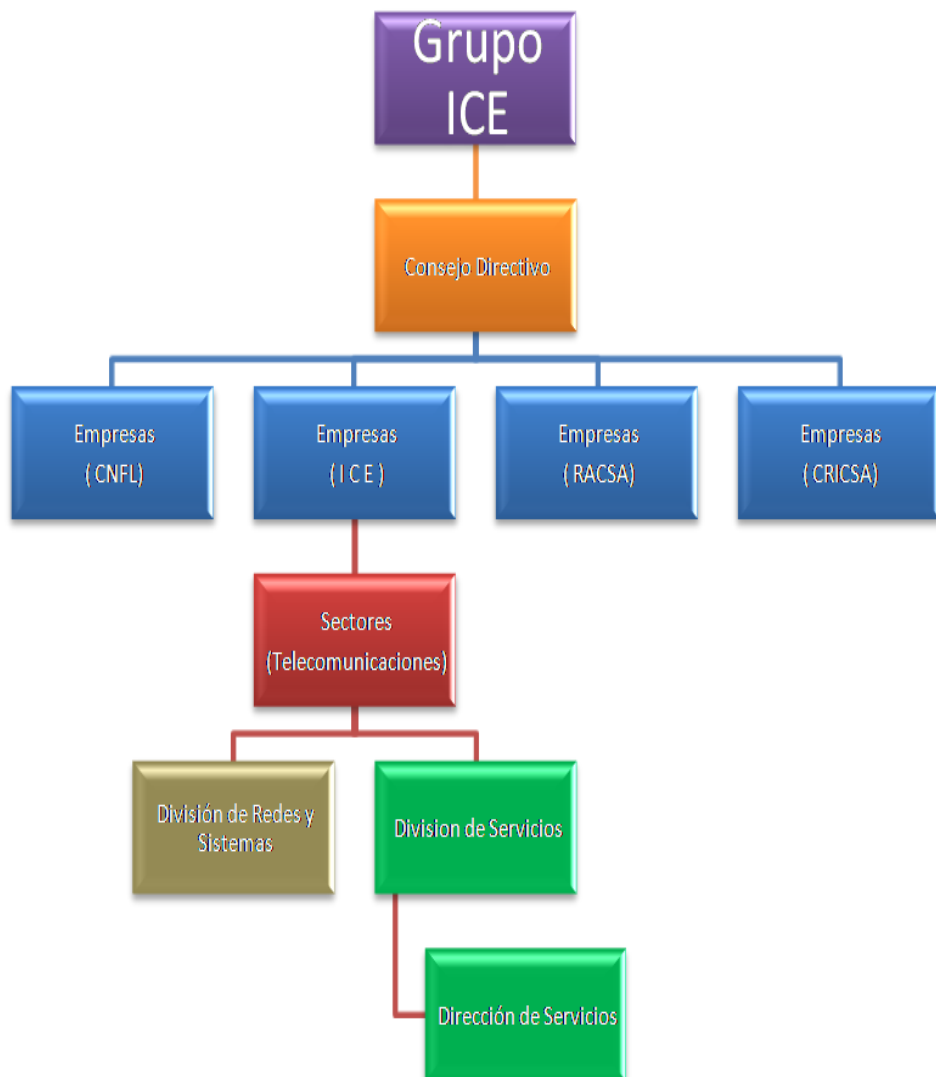 Grupo
ICE
Consejo Directivo
Empresas
( CNFL)
Empresas
( I C E )
Empresas
( RACSA)
Empresas
( CRICSA)
Sectores
(Telecomunicaciones)
División de Redes y
Sistemas
Division de Servicios
Dirección de Servicios